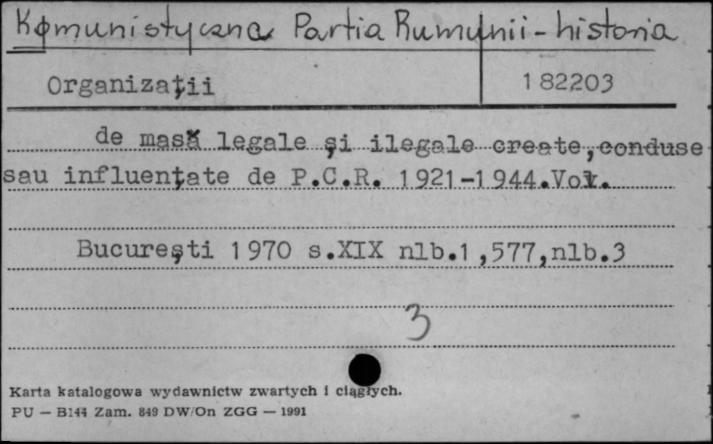 Komunistyczna Partia Rumunii - historia
Organizații 182203
de masă legale și ilegale create,conduse
sau influențate de P.C.R. 1921-1944.Vol.
București 1970 s.XIX nlb.1,577,nlb.3
3
Karta katalogowa wydawnictw zwartych i ciągłych.
PU — B144 Zam. 849 DW/On ZGG — 1991